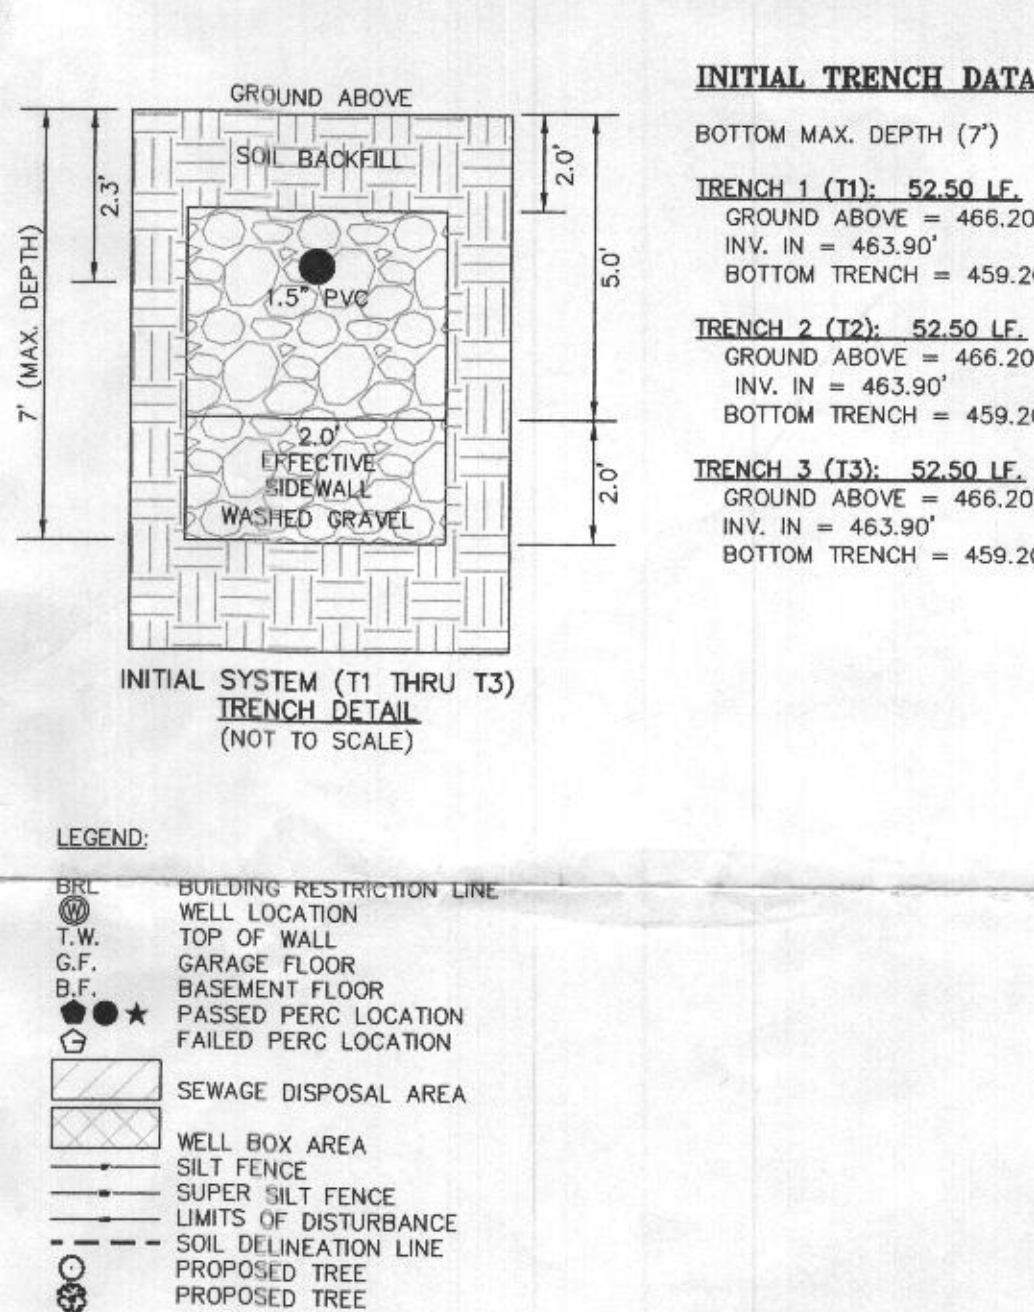 GROUND ABOVE
SOIL BACKFILL
2.3'
7' (MAX. DEPTH)
2.0'
5.0'
1.5" PVC
2.0'
EFFECTIVE
SIDEWALL
WASHED GRAVEL
2.0'
INITIAL SYSTEM (T1 THRU T3)
TRENCH DETAIL
(NOT TO SCALE)
INITIAL TRENCH DATA
BOTTOM MAX. DEPTH (7')
TRENCH 1 (T1): 52.50 LF.
GROUND ABOVE = 466.20
INV. IN = 463.90'
BOTTOM TRENCH = 459.20
TRENCH 2 (T2): 52.50 LF.
GROUND ABOVE = 466.20
INV. IN = 463.90'
BOTTOM TRENCH = 459.20
TRENCH 3 (T3): 52.50 LF.
GROUND ABOVE = 466.20
INV. IN = 463.90'
BOTTOM TRENCH = 459.20
LEGEND:
BRL BUILDING RESTRICTION LINE
W WELL LOCATION
T.W. TOP OF WALL
G.F. GARAGE FLOOR
B.F. BASEMENT FLOOR
PASSED PERC LOCATION
FAILED PERC LOCATION
SEWAGE DISPOSAL AREA
WELL BOX AREA
SILT FENCE
SUPER SILT FENCE
LIMITS OF DISTURBANCE
SOIL DELINEATION LINE
PROPOSED TREE
PROPOSED TREE